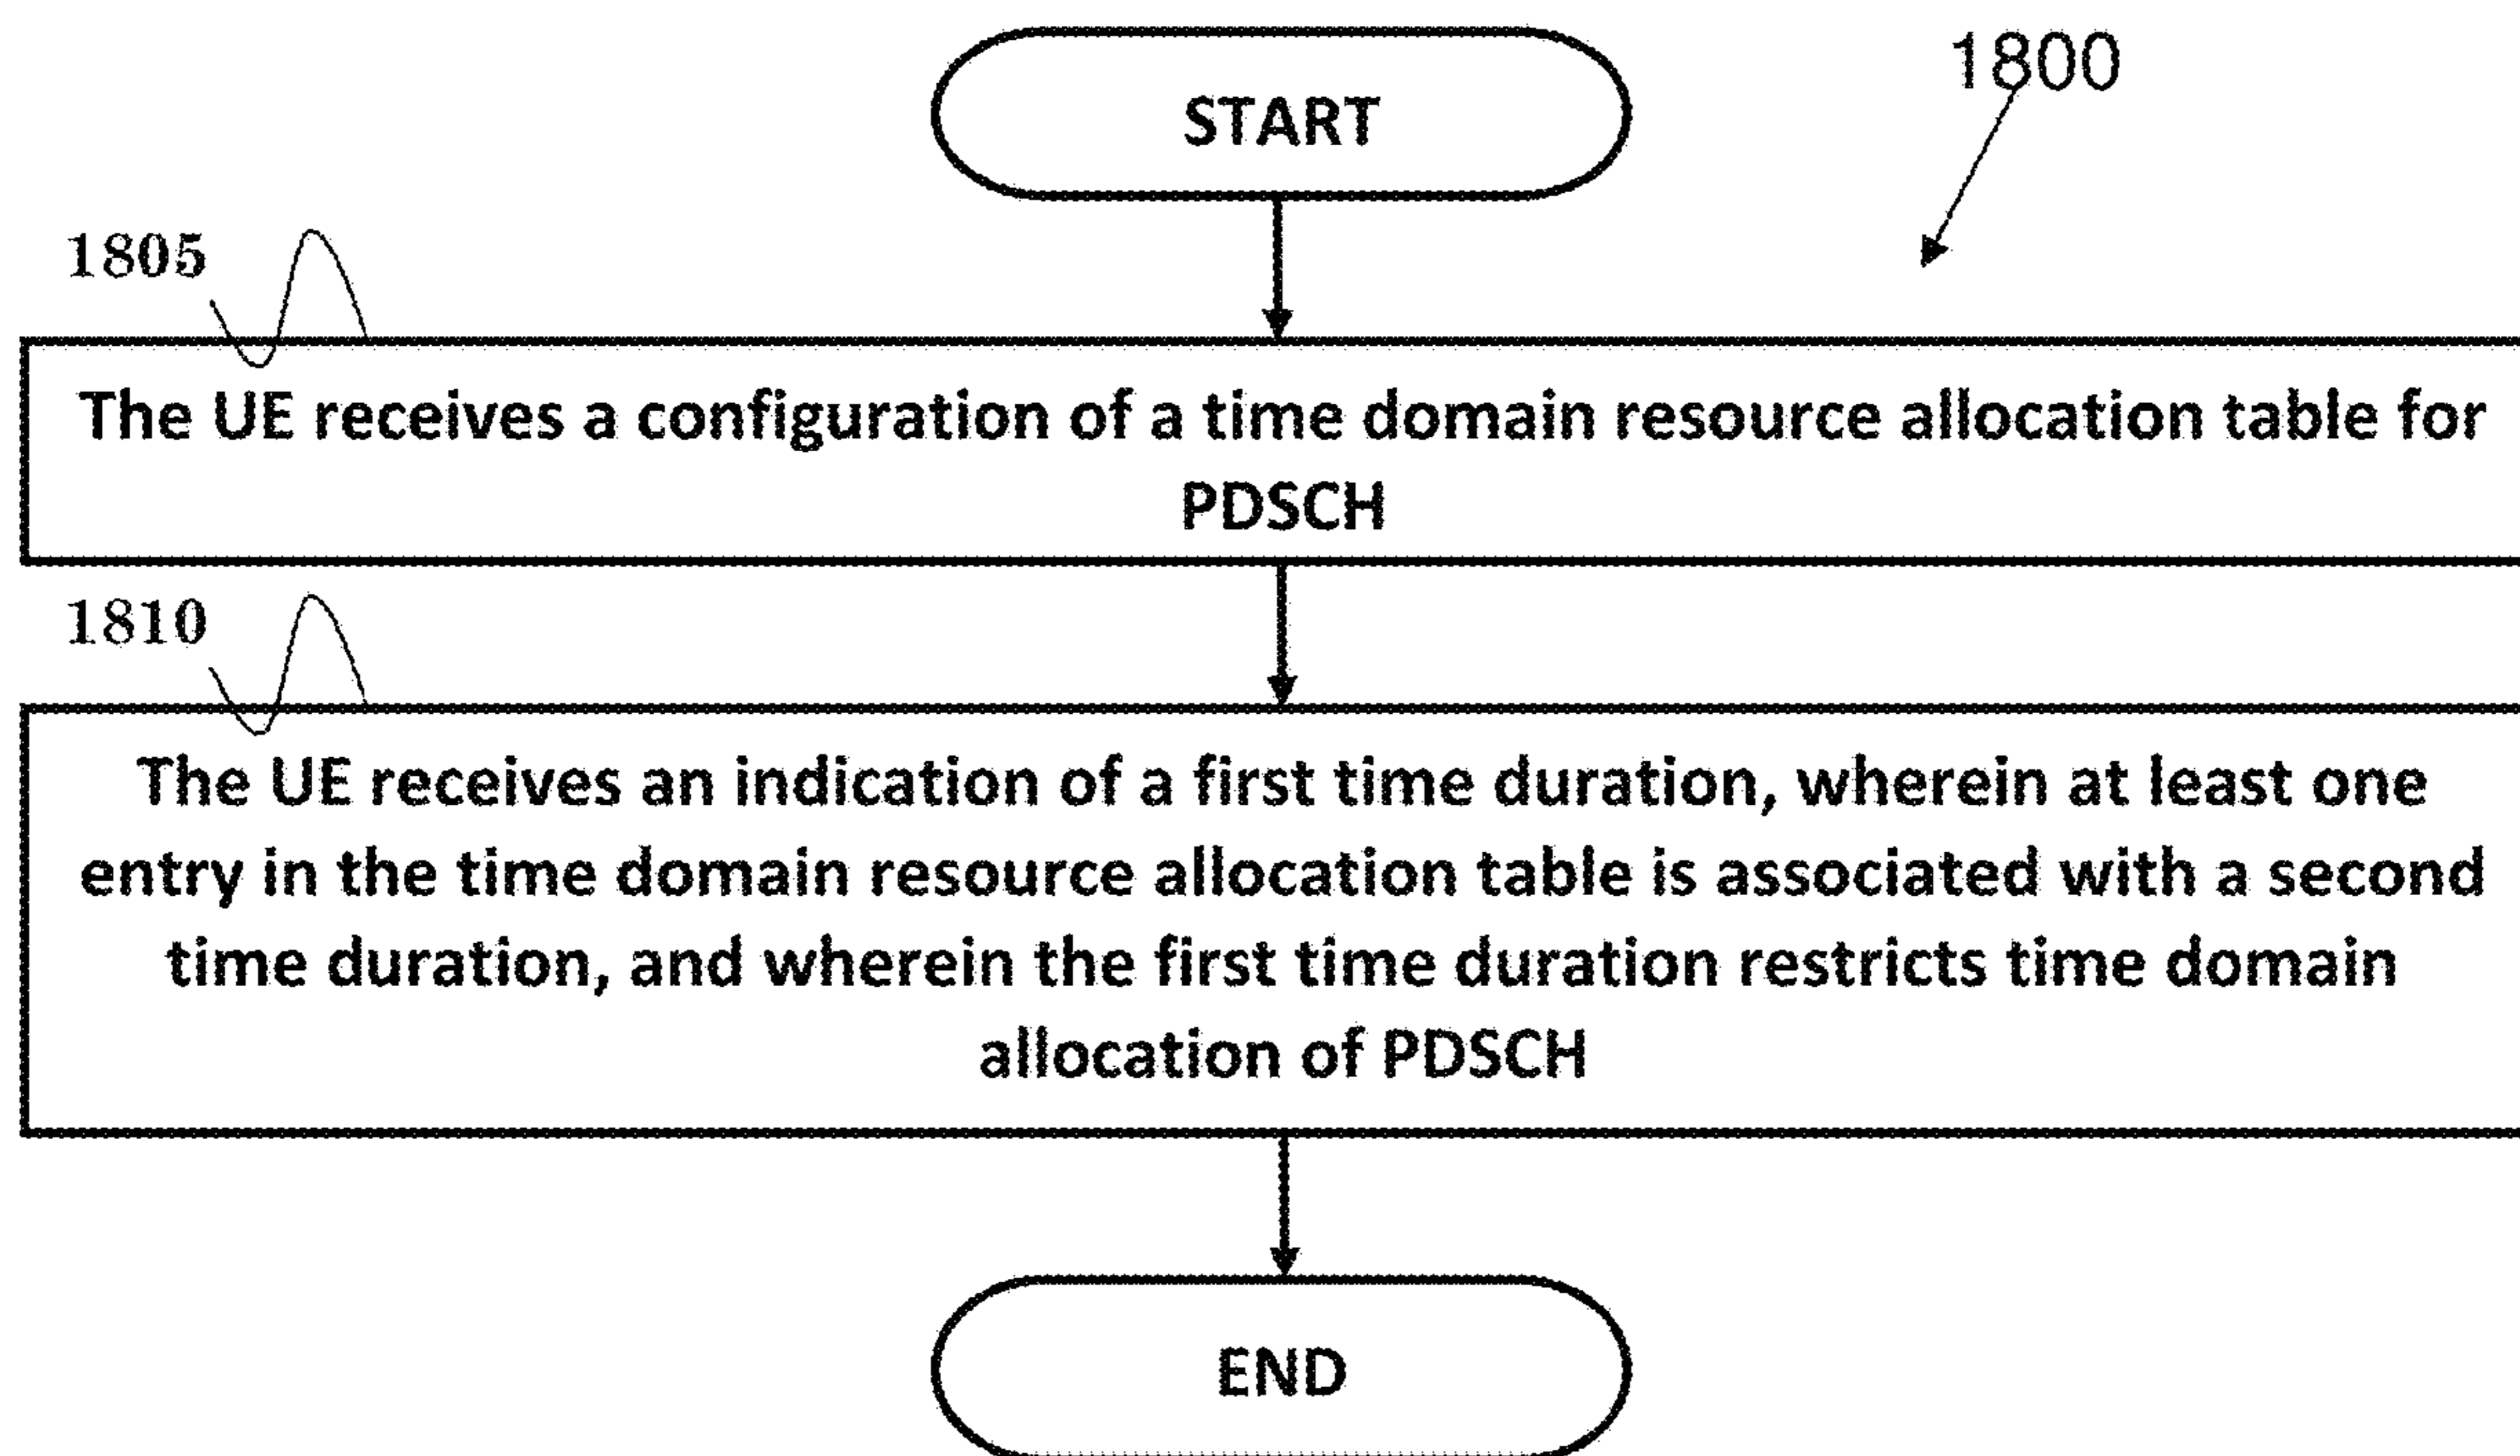 START
1800
1805
The UE receives a configuration of a time domain resource allocation table for
PDSCH
1810
The UE receives an indication of a first time duration, wherein at least one
entry in the time domain resource allocation table is associated with a second
time duration, and wherein the first time duration restricts time domain
allocation of PDSCH
END